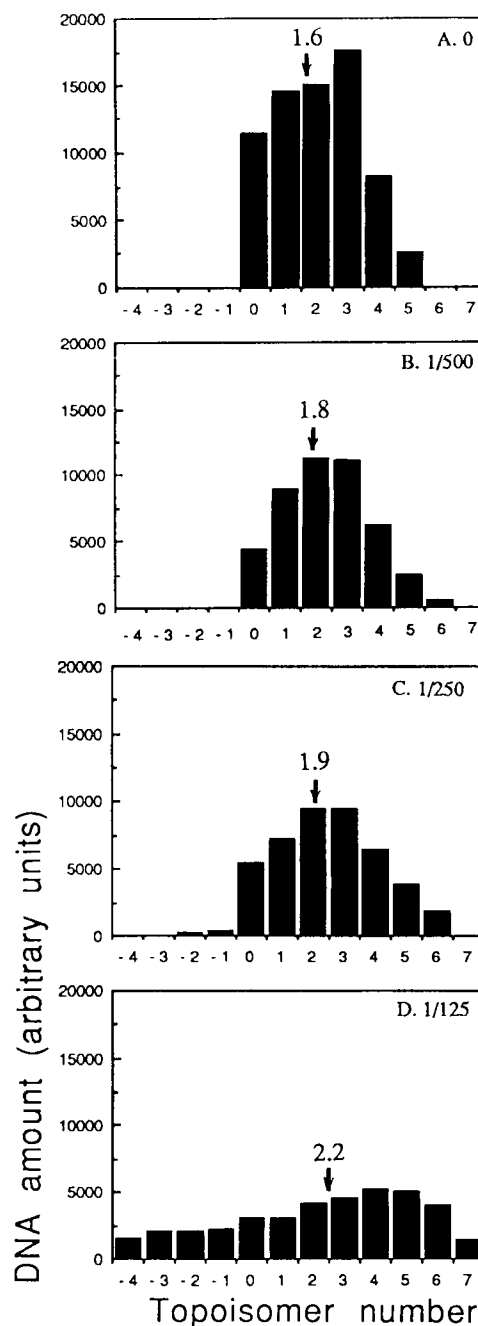 A. 0
1.6
20000
15000
10000
5000
0
- 4 - 3 - 2 - 1 0 1 2 3 4 5 6 7
B. 1/500
1.8
20000
15000
10000
5000
0
- 4 - 3 - 2 - 1 0 1 2 3 4 5 6 7
C. 1/250
1.9
20000
15000
10000
5000
0
- 4 - 3 - 2 - 1 0 1 2 3 4 5 6 7
D. 1/125
2.2
20000
15000
10000
5000
0
- 4 - 3 - 2 - 1 0 1 2 3 4 5 6 7
DNA amount (arbitrary units)
Topoisomer number